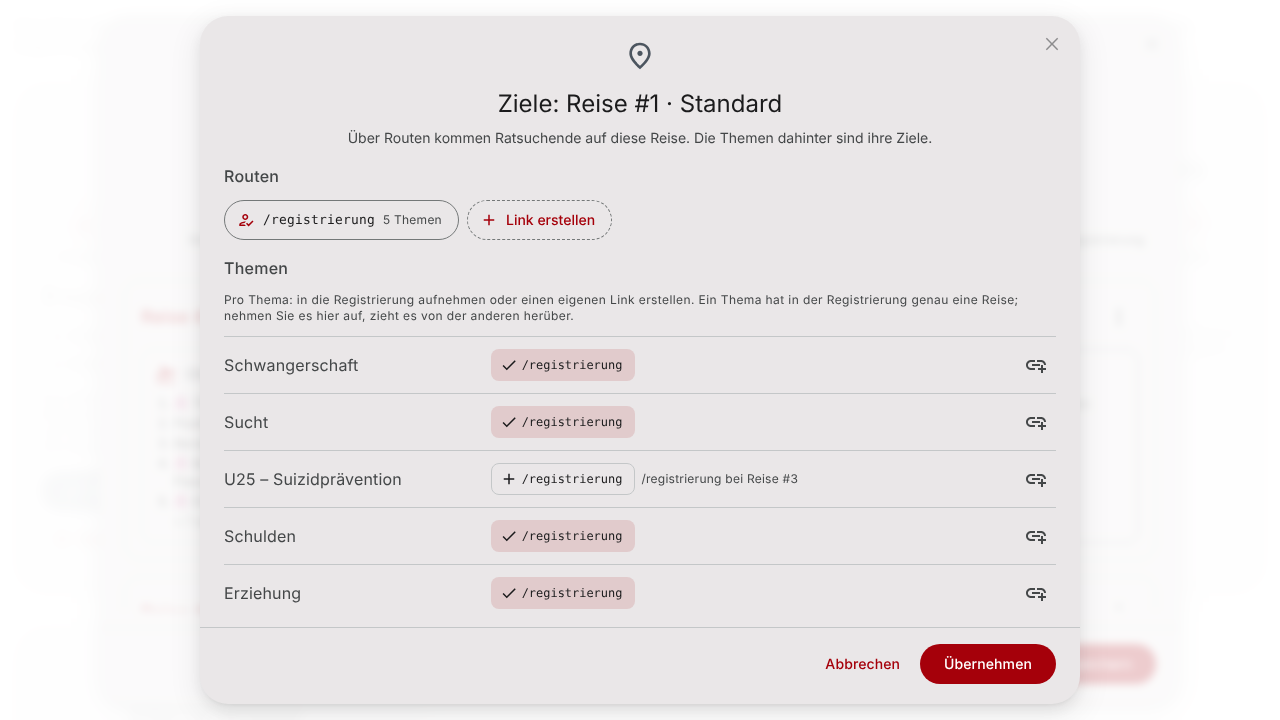 Ziele: Reise #1 · Standard
Über Routen kommen Ratsuchende auf diese Reise. Die Themen dahinter sind ihre Ziele.
Routen
/registrierung 5 Themen
Link erstellen
Themen
Pro Thema: in die Registrierung aufnehmen oder einen eigenen Link erstellen. Ein Thema hat in der Registrierung genau eine Reise;
nehmen Sie es hier auf, zieht es von der anderen herüber.
Schwangerschaft /registrierung
Sucht /registrierung
U25 – Suizidprävention /registrierung /registrierung bei Reise #3
Schulden /registrierung
Erziehung /registrierung
Abbrechen Übernehmen